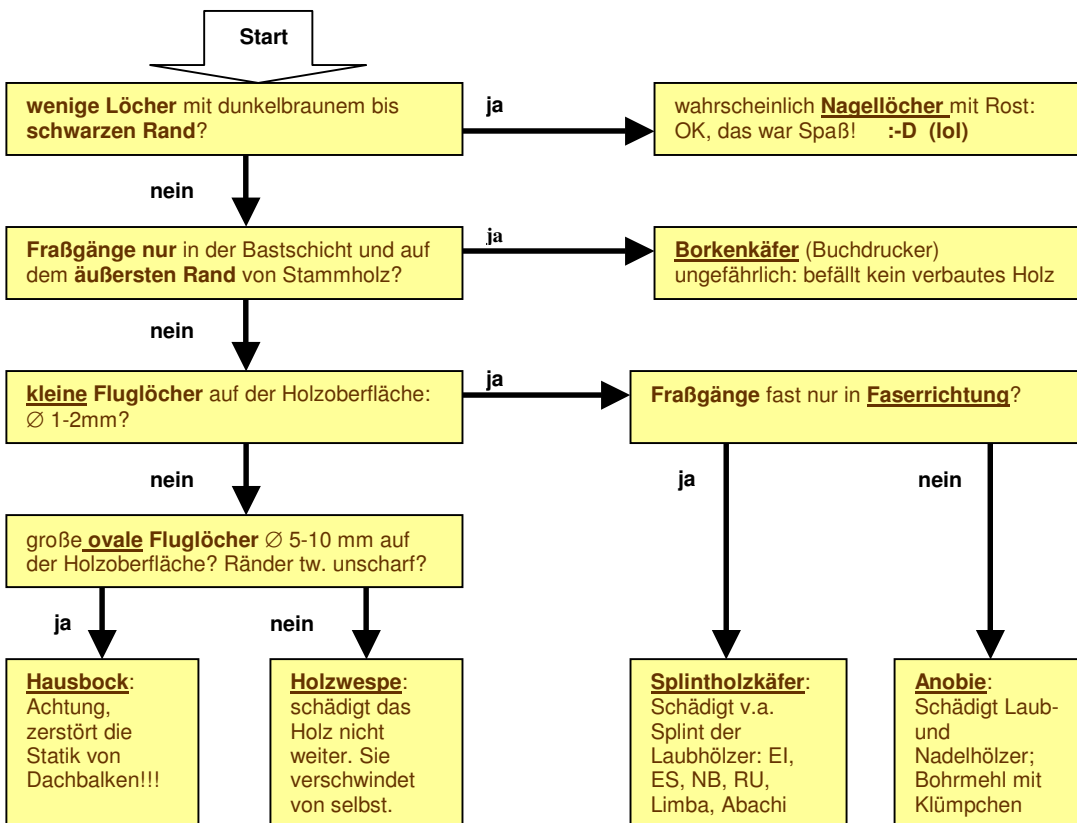 Start
wenige Löcher mit dunkelbraunem bis
schwarzen Rand?
ja
wahrscheinlich Nagellöcher mit Rost:
OK, das war Spaß! :-D (lol)
nein
Fraßgänge nur in der Bastschicht und auf
dem äußersten Rand von Stammholz?
ja
Borkenkäfer (Buchdrucker)
ungefährlich: befällt kein verbautes Holz
nein
kleine Fluglöcher auf der Holzoberfläche:
∅ 1-2mm?
ja
Fraßgänge fast nur in Faserrichtung?
nein
ja
nein
große ovale Fluglöcher ∅ 5-10 mm auf
der Holzoberfläche? Ränder tw. unscharf?
ja
nein
Hausbock:
Achtung,
zerstört die
Statik von
Dachbalken!!!
Holzwespe:
schädigt das
Holz nicht
weiter. Sie
verschwindet
von selbst.
Splintholzkäfer:
Schädigt v.a.
Splint der
Laubhölzer: EI,
ES, NB, RU,
Limba, Abachi
Anobie:
Schädigt Laub-
und
Nadelhölzer;
Bohrmehl mit
Klümpchen